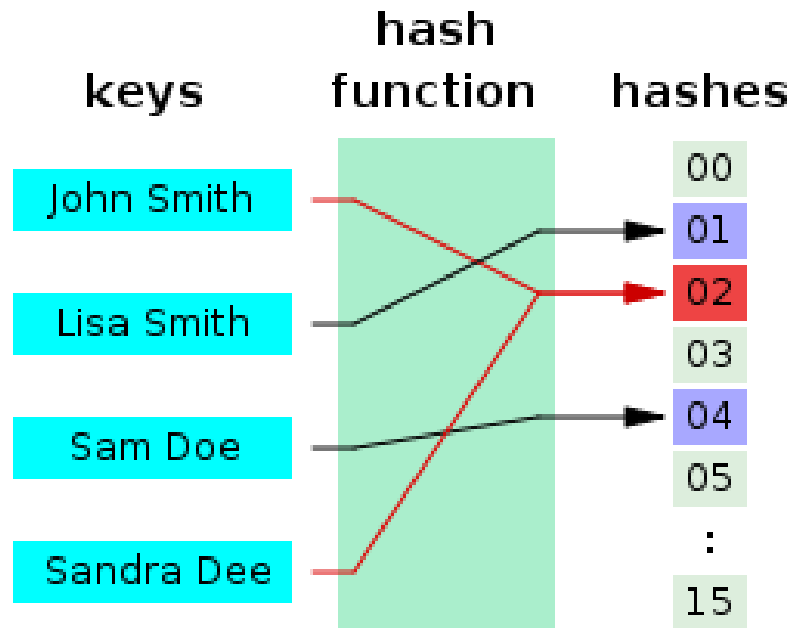 hash
keys function hashes
John Smith
Lisa Smith
Sam Doe
Sandra Dee
00
01
02
03
04
05
:
15